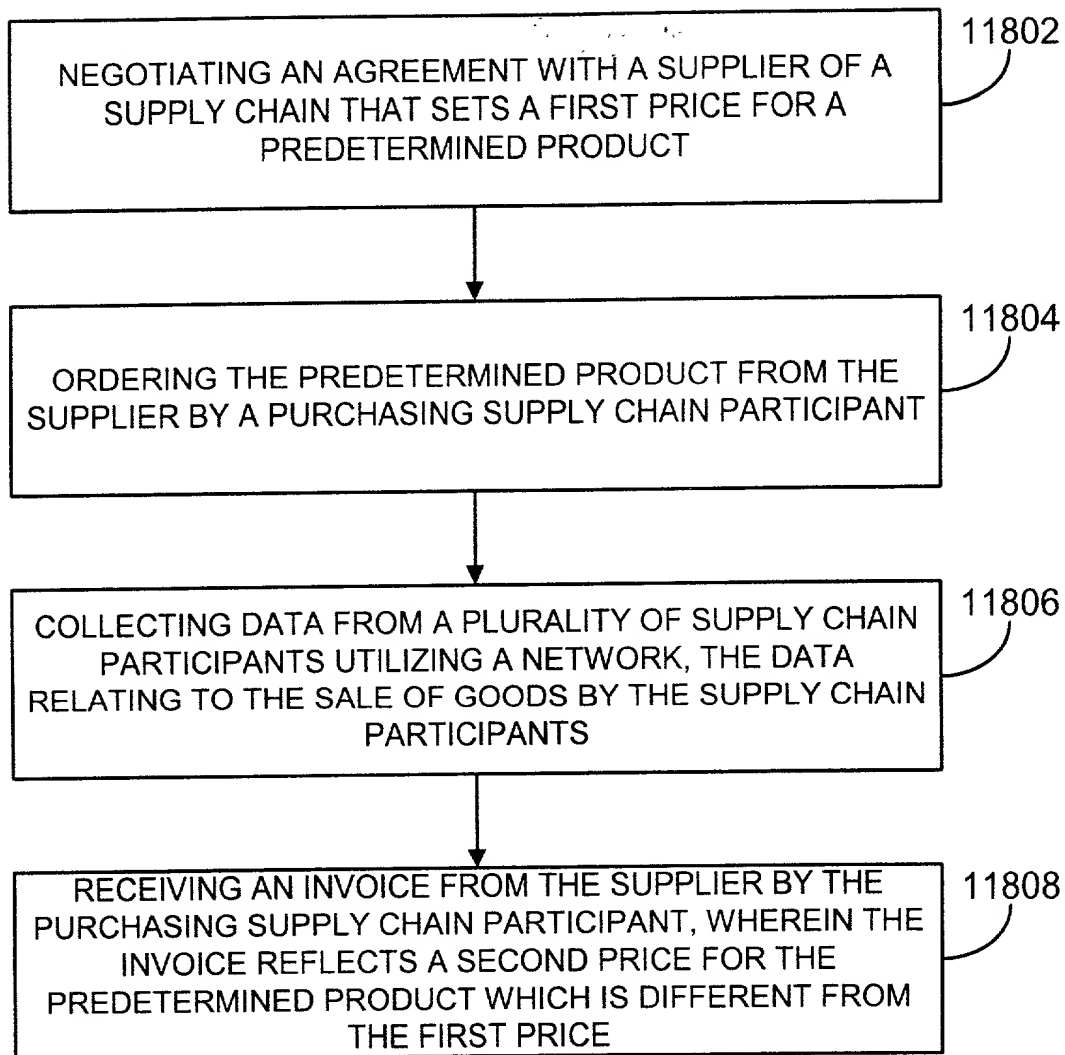 11802
NEGOTIATING AN AGREEMENT WITH A SUPPLIER OF A
SUPPLY CHAIN THAT SETS A FIRST PRICE FOR A
PREDETERMINED PRODUCT
11804
ORDERING THE PREDETERMINED PRODUCT FROM THE
SUPPLIER BY A PURCHASING SUPPLY CHAIN PARTICIPANT
11806
COLLECTING DATA FROM A PLURALITY OF SUPPLY CHAIN
PARTICIPANTS UTILIZING A NETWORK, THE DATA
RELATING TO THE SALE OF GOODS BY THE SUPPLY CHAIN
PARTICIPANTS
11808
RECEIVING AN INVOICE FROM THE SUPPLIER BY THE
PURCHASING SUPPLY CHAIN PARTICIPANT, WHEREIN THE
INVOICE REFLECTS A SECOND PRICE FOR THE
PREDETERMINED PRODUCT WHICH IS DIFFERENT FROM
THE FIRST PRICE